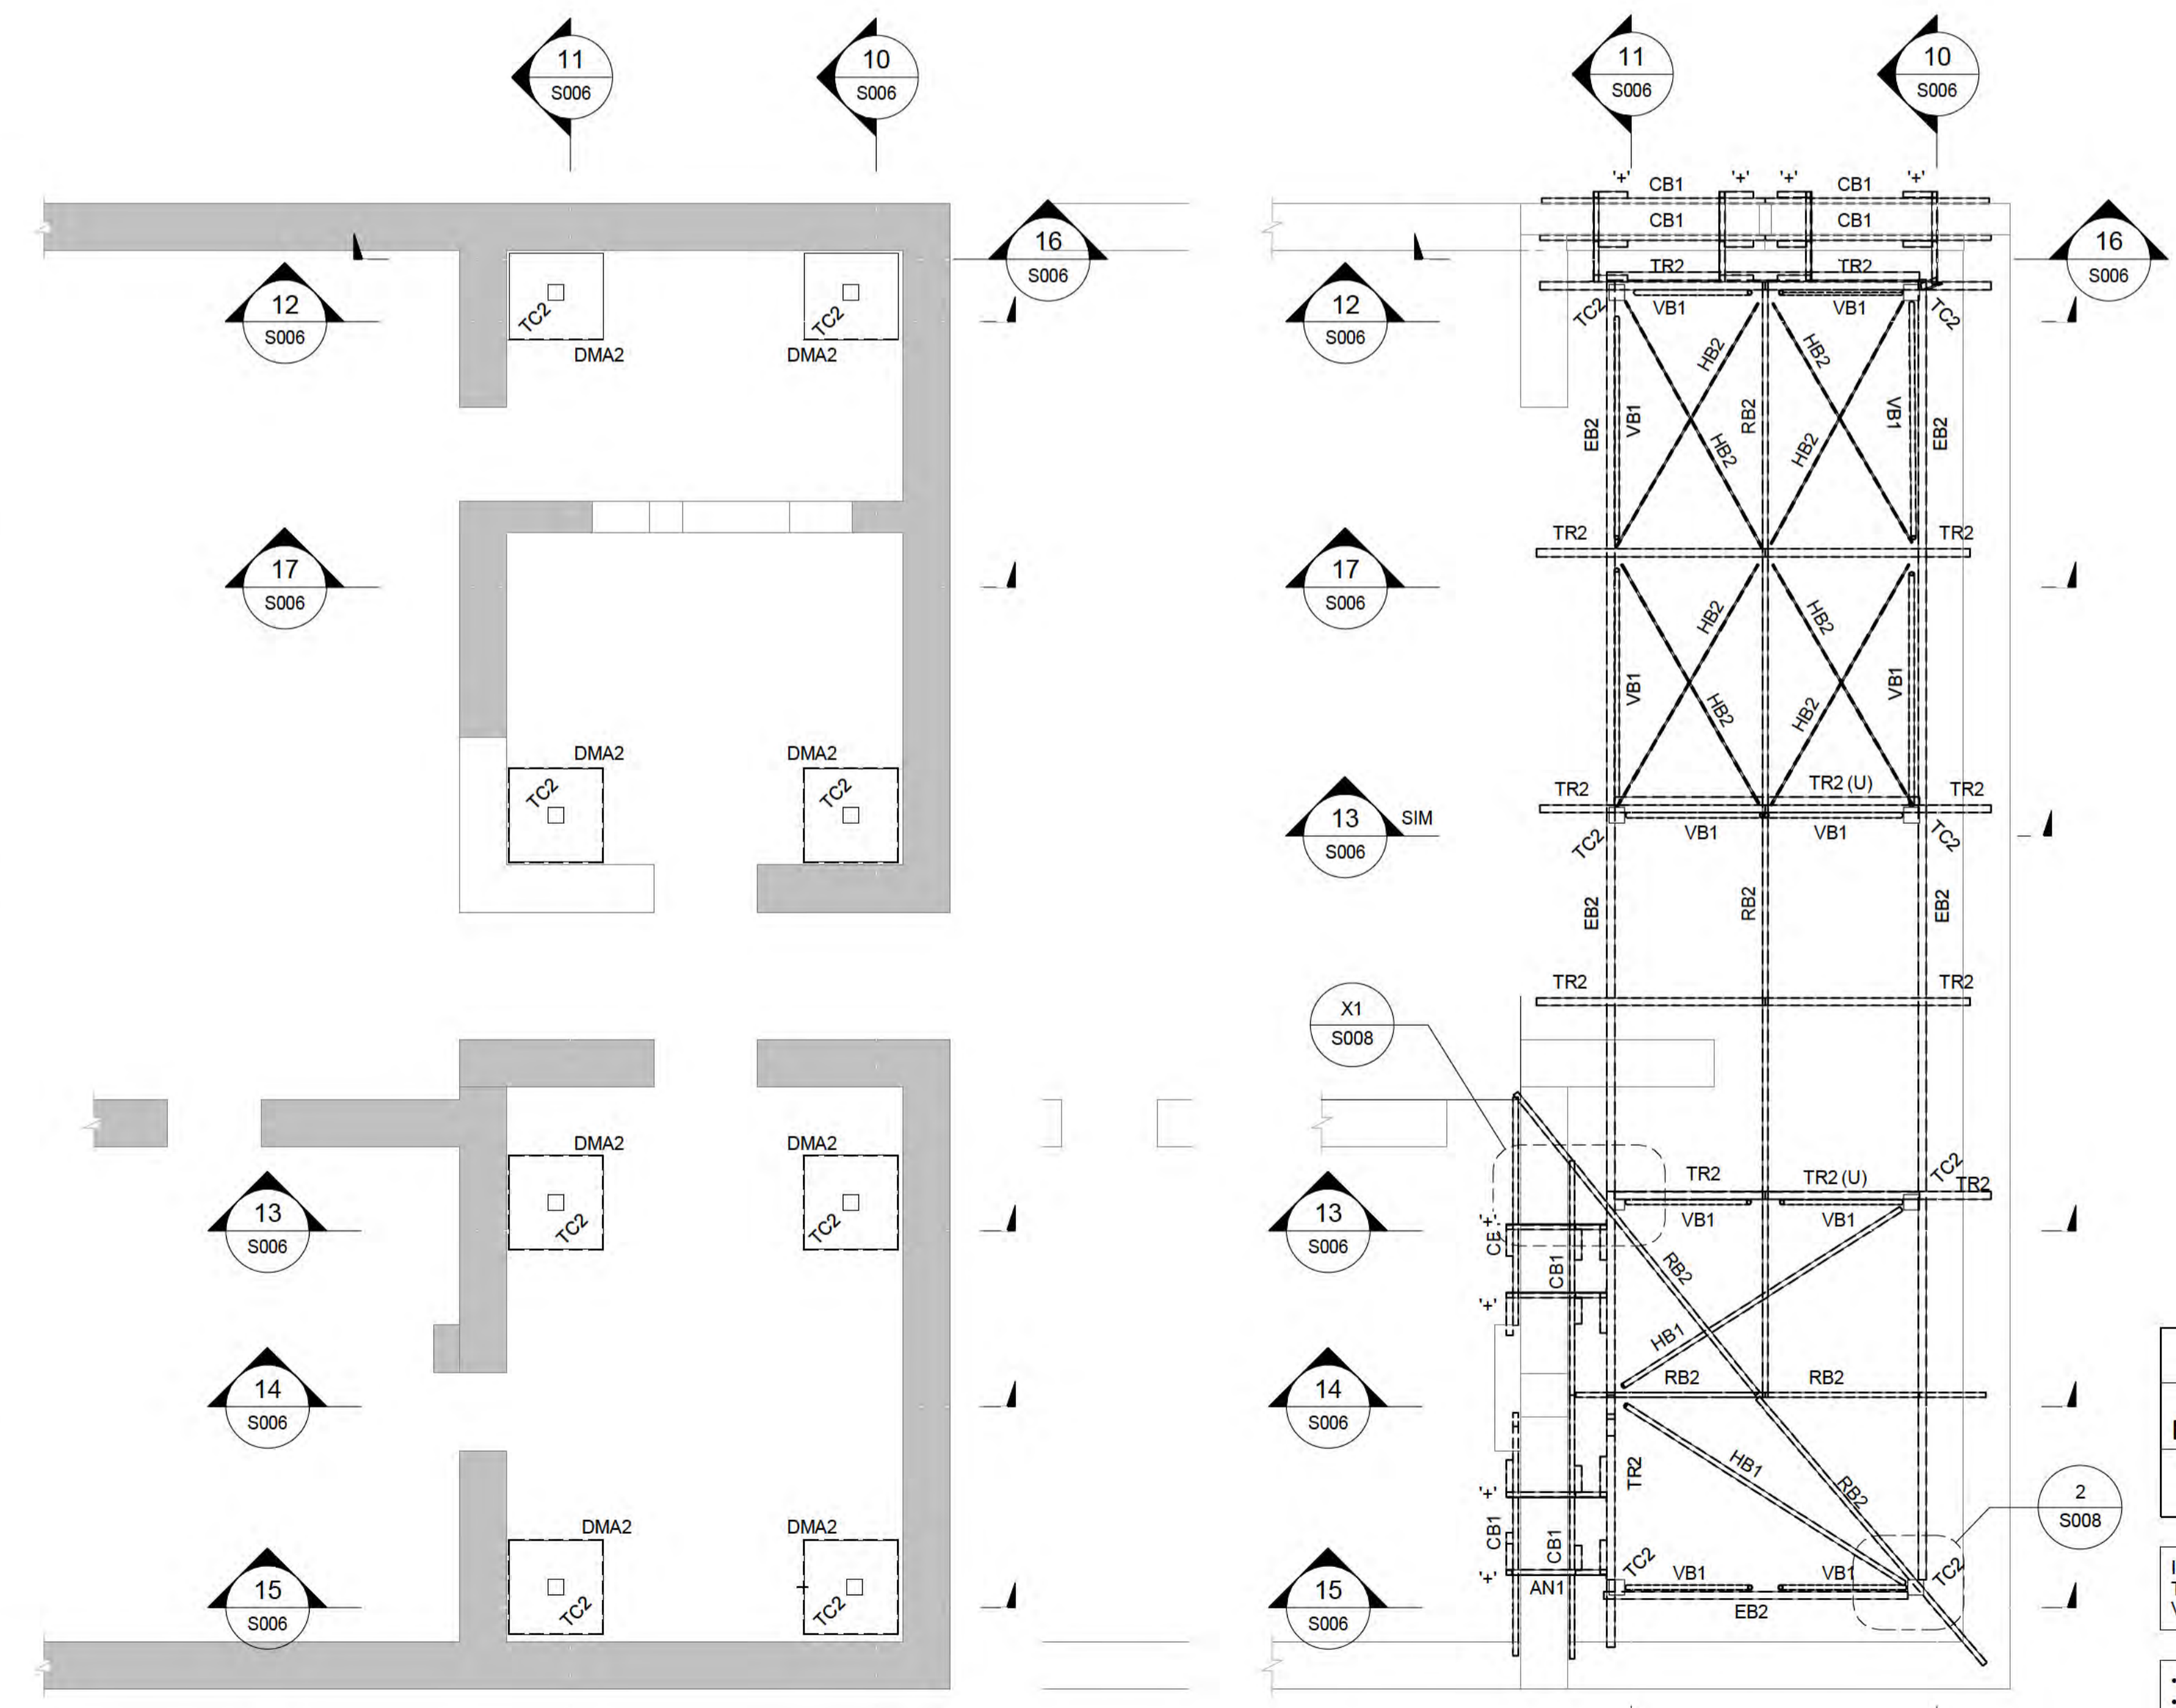 11
S006
10
S006
11
S006
10
S006
'+'
CB1
'+'
'+'
CB1
'+'
CB1
CB1
16
S006
16
S006
TR2
TR2
12
S006
TC2
TC2
12
S006
TC2
VB1
VB1
TC2
DMA2
DMA2
HB2
HB2
VB1
RB2
VB1
EB2
EB2
HB2
HB2
TR2
TR2
17
S006
17
S006
HB2
HB2
VB1
VB1
HB2
HB2
DMA2
DMA2
TC2
TC2
TR2
TR2 (U)
TR2
13
S006
SIM
TC2
VB1
VB1
TC2
EB2
RB2
EB2
TR2
TR2
X1
S008
DMA2
DMA2
TR2
TR2 (U)
TC2
TR2
13
S006
TC2
TC2
13
S006
'+'
VB1
VB1
CB1
RB2
'+'
HB1
14
S006
14
S006
RB2
RB2
TR2
HB1
RB2
'+'
2
S008
DMA2
DMA2
CB1
CB1
TC2
TC2
15
S006
TC2
TC2
15
S006
'+'
AN1
VB1
VB1
EB2